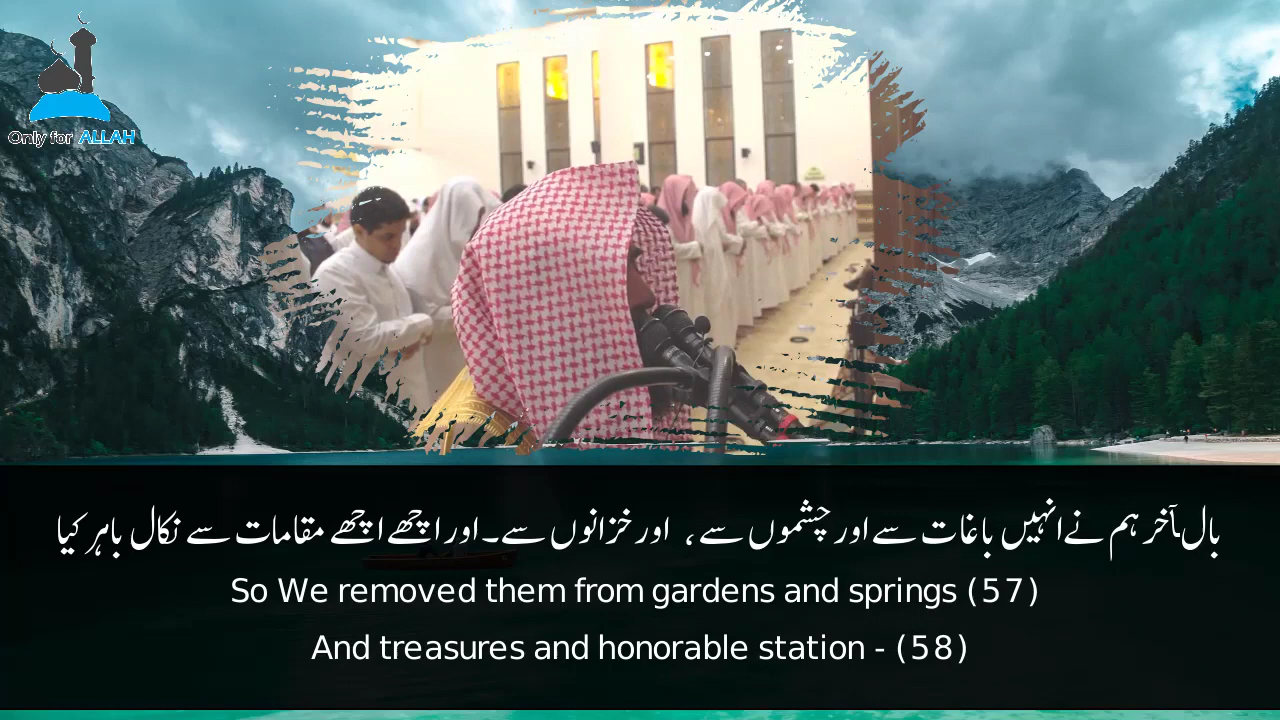 Only for ALLAH
بالآخر ہم نے انہیں باغات سے اور چشموں سے، اور خزانوں سے۔ اور اچھے اچھے مقامات سے نکال باہر کیا
So We removed them from gardens and springs (57)
And treasures and honorable station - (58)